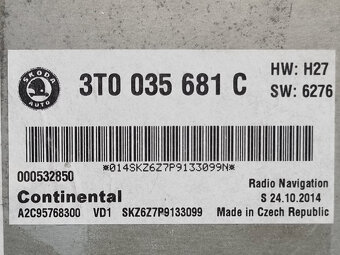 SKODA
AUTO
3T0 035 681 C
HW: H27
SW: 6276
*014SKZ6Z7P9133099N*
000532850
Radio Navigation
Continental
S 24.10.2014
A2C95768300 VD1 SKZ6Z7P9133099 Made in Czech Republic